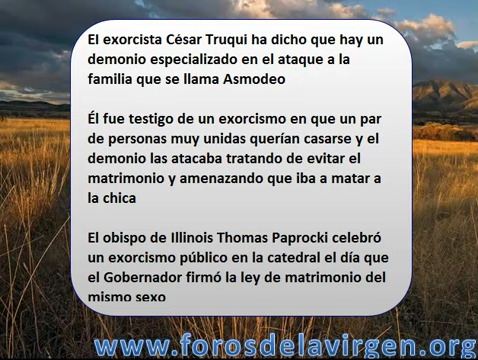 El exorcista César Truqui ha dicho que hay un
demonio especializado en el ataque a la
familia que se llama Asmodeo
Él fue testigo de un exorcismo en que un par
de personas muy unidas querían casarse y el
demonio las atacaba tratando de evitar el
matrimonio y amenazando que iba a matar a
la chica
El obispo de Illinois Thomas Paprocki celebró
un exorcismo público en la catedral el día que
el Gobernador firmó la ley de matrimonio del
mismo sexo
www.forosdelavirgen.org